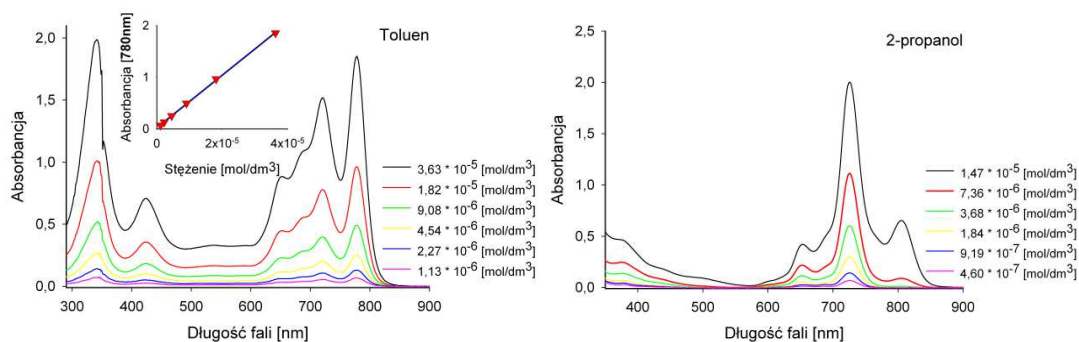 Toluen
Absorbancja
2,0
1,5
1,0
0,5
0,0
300 400 500 600 700 800 900
Długość fali [nm]
Absorbancja [780nm]
2
1
0
0 2x10-5 4x10-5
Stężenie [mol/dm3]
3,63 * 10-5 [mol/dm3]
1,82 * 10-5 [mol/dm3]
9,08 * 10-6 [mol/dm3]
4,54 * 10-6 [mol/dm3]
2,27 * 10-6 [mol/dm3]
1,13 * 10-6 [mol/dm3]
2-propanol
Absorbancja
2,5
2,0
1,5
1,0
0,5
0,0
400 500 600 700 800 900
Długość fali [nm]
1,47 * 10-5 [mol/dm3]
7,36 * 10-6 [mol/dm3]
3,68 * 10-6 [mol/dm3]
1,84 * 10-6 [mol/dm3]
9,19 * 10-7 [mol/dm3]
4,60 * 10-7 [mol/dm3]